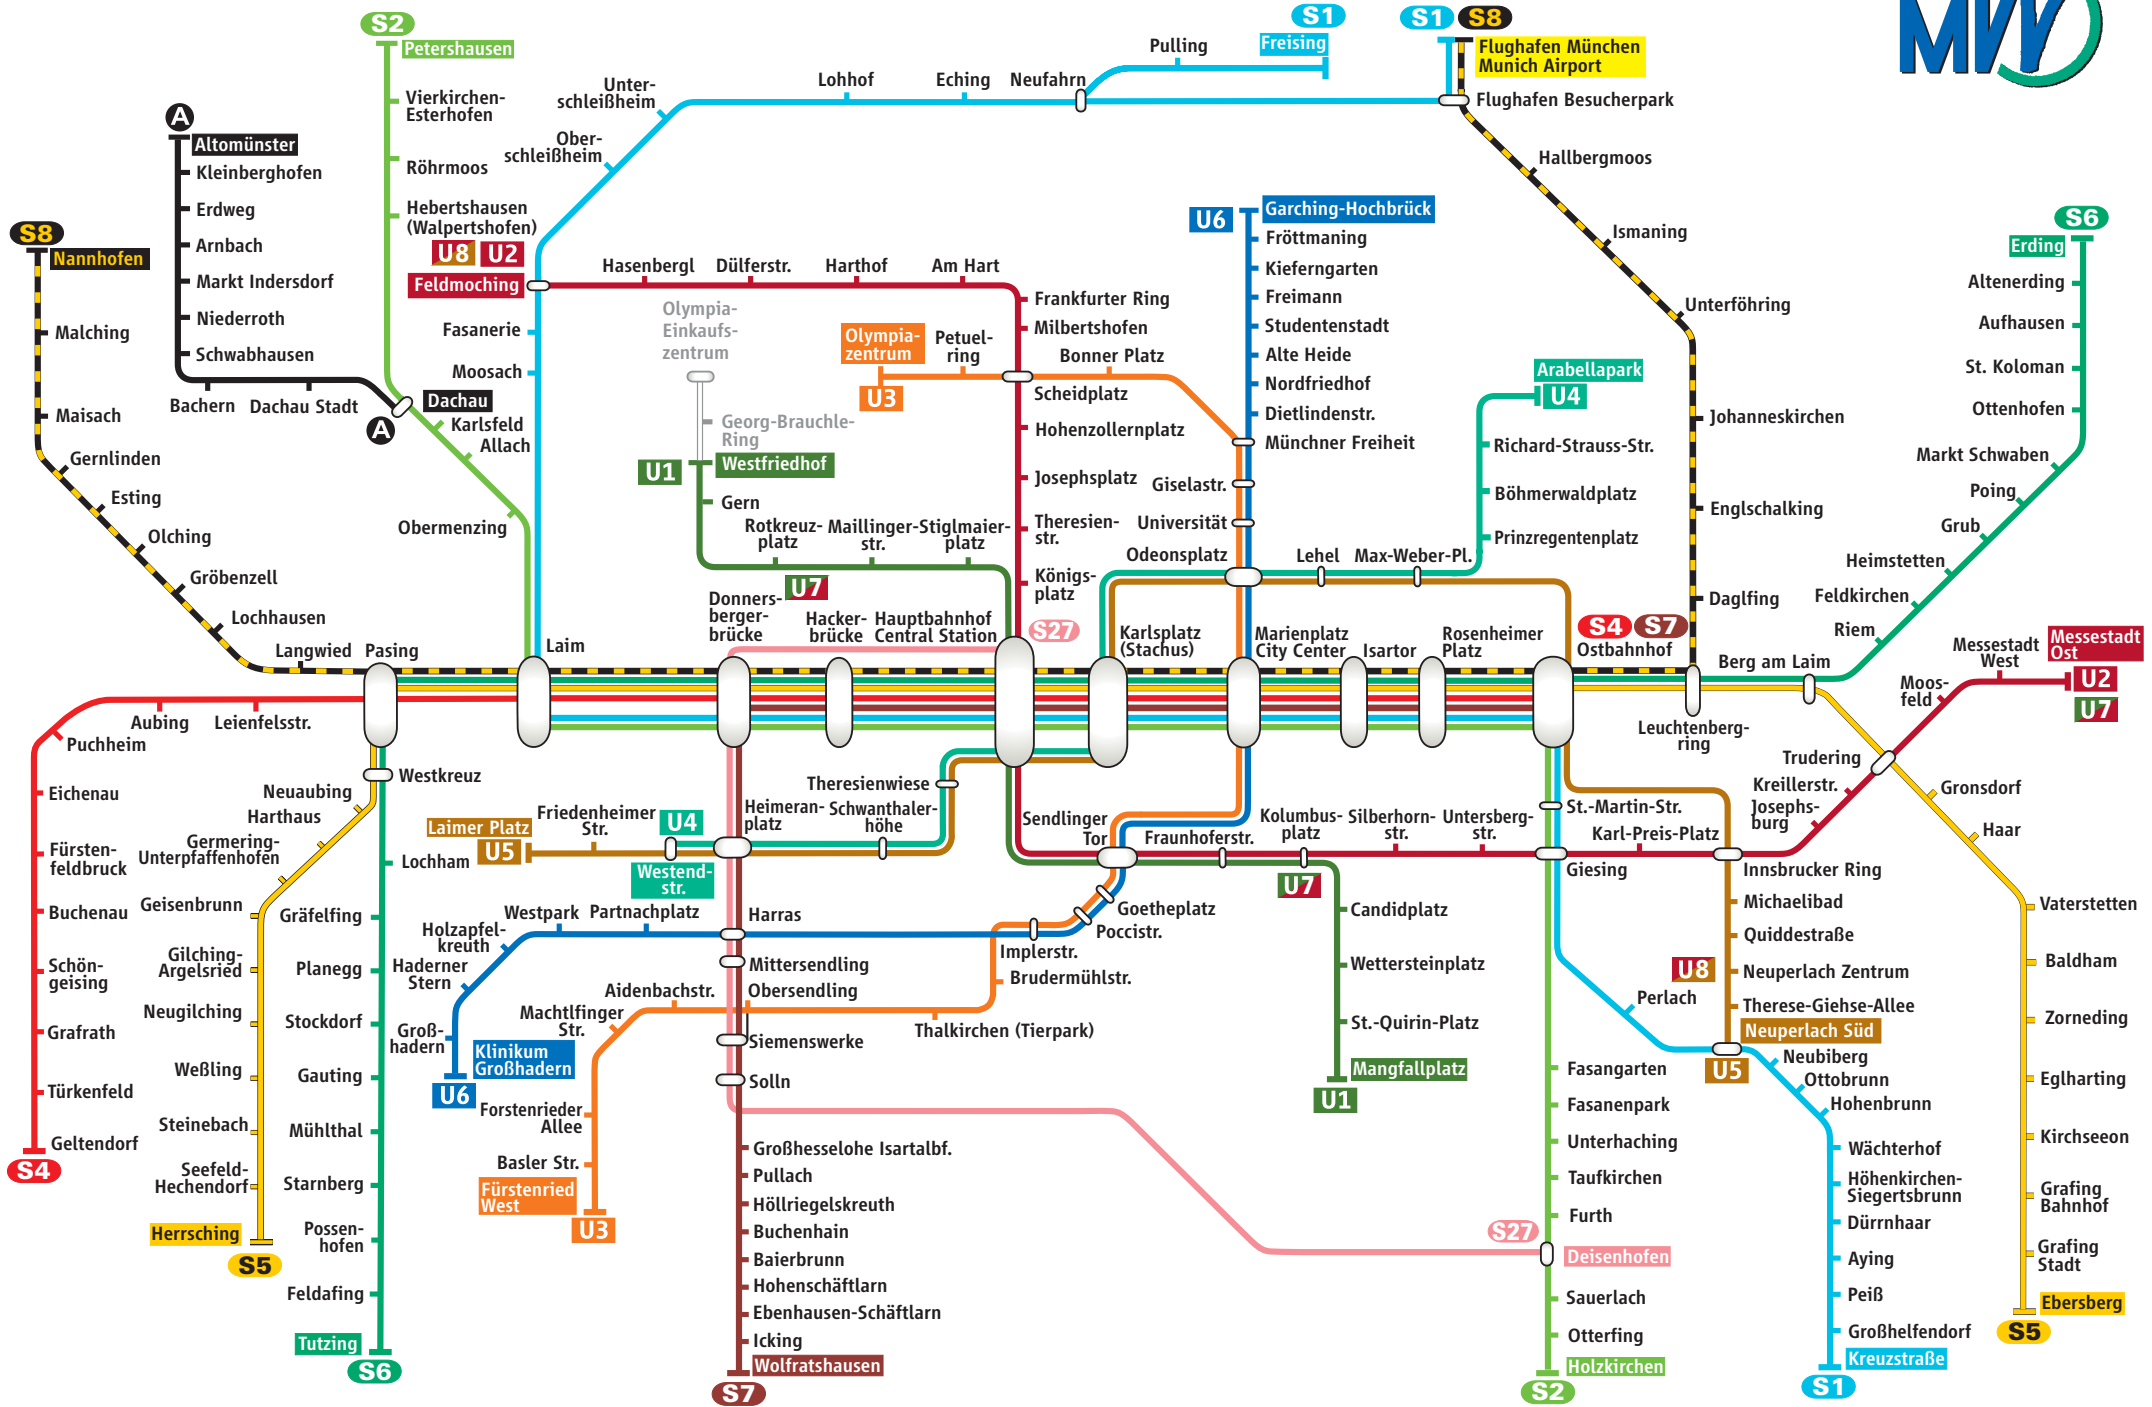 S2
Petershausen
Vierkirchen-
Esterhofen
Röhrmoos
Hebertshausen
(Walpertshofen)
U8 U2
Feldmoching
A
Altomünster
Kleinberghofen
Erdweg
Arnbach
Markt Indersdorf
Niederroth
Schwabhausen
Bachern
Dachau Stadt
A
Dachau
Karlsfeld
Allach
Obermenzing
S8
Nannhofen
Malching
Maisach
Gernlinden
Esting
Olching
Gröbenzell
Lochhausen
Langwied
Pasing
Laim
Unter-
schleißheim
Ober-
schleißheim
Lohhof
Eching
Neufahrn
Pulling
S1
Freising
S1 S8
Flughafen München
Munich Airport
Flughafen Besucherpark
MVV
Hallbergmoos
Ismaning
Unterföhring
Johanneskirchen
Englschalking
Daglfing
Fasanerie
Moosach
Hasenbergl
Dülferstr.
Harthof
Am Hart
Frankfurter Ring
Milbertshofen
Scheidplatz
Hohenzollernplatz
Josephsplatz
Theresien-
str.
Königs-
platz
Olympia-
Einkaufs-
zentrum
Georg-Brauchle-
Ring
U1
Westfriedhof
Gern
Rotkreuz-
platz
Maillinger-
str.
Stiglmaier-
platz
U7
Olympia-
zentrum
U3
Petuel-
ring
Bonner Platz
U6
Garching-Hochbrück
Fröttmaning
Kieferngarten
Freimann
Studentenstadt
Alte Heide
Nordfriedhof
Dietlindenstr.
Münchner Freiheit
Giselastr.
Universität
Odeonsplatz
Lehel
Max-Weber-Pl.
Arabellapark
U4
Richard-Strauss-Str.
Böhmerwaldplatz
Prinzregentenplatz
S6
Erding
Altenerding
Aufhausen
St. Koloman
Ottenhofen
Markt Schwaben
Poing
Grub
Heimstetten
Feldkirchen
Riem
Berg am Laim
Donners-
berger-
brücke
Hacker-
brücke
Hauptbahnhof
Central Station
S27
Karlsplatz
(Stachus)
Marienplatz
City Center
Isartor
Rosenheimer
Platz
S4 S7
Ostbahnhof
Leuchtenberg-
ring
Messestadt
West
Messestadt
Ost
U2
U7
Moos-
feld
Trudering
Kreillerstr.
Josephs-
burg
Gronsdorf
Haar
Vaterstetten
Baldham
Zorneding
Eglharting
Kirchseeon
Grafing
Bahnhof
Grafing
Stadt
Ebersberg
S5
Aubing
Leienfelsstr.
Puchheim
Eichenau
Fürsten-
feldbruck
Buchenau
Schön-
geising
Grafrath
Türkenfeld
Geltendorf
S4
Westkreuz
Neuaubing
Harthaus
Germering-
Unterpfaffenhofen
Geisenbrunn
Gilching-
Argelsried
Neugilching
Weßling
Steinebach
Seefeld-
Hechendorf
Herrsching
S5
Lochham
Gräfelfing
Planegg
Stockdorf
Gauting
Mühlthal
Starnberg
Possen-
hofen
Feldafing
Tutzing
S6
Laimer Platz
U5
Friedenheimer
Str.
U4
Westend-
str.
Heimeran-
platz
Schwanthaler-
höhe
Theresienwiese
Westpark
Partnachplatz
Holzapfel-
kreuth
Haderner
Stern
Groß-
hadern
Klinikum
Großhadern
U6
Harras
Mittersendling
Obersendling
Siemenswerke
Solln
Aidenbachstr.
Machtlfinger
Str.
Forstenrieder
Allee
Basler Str.
Fürstenried
West
U3
Thalkirchen (Tierpark)
Brudermühlstr.
Implerstr.
Poccistr.
Goetheplatz
Sendlinger
Tor
Fraunhoferstr.
Kolumbus-
platz
U7
Silberhorn-
str.
Untersberg-
str.
Candidplatz
Wettersteinplatz
St.-Quirin-Platz
Mangfallplatz
U1
St.-Martin-Str.
Karl-Preis-Platz
Giesing
Innsbrucker Ring
Michaelibad
Quiddestraße
U8
Neuperlach Zentrum
Therese-Giehse-Allee
Neuperlach Süd
U5
Perlach
Neubiberg
Ottobrunn
Hohenbrunn
Wächterhof
Höhenkirchen-
Siegertsbrunn
Dürrnhaar
Aying
Peiß
Großhelfendorf
Kreuzstraße
S1
Großhesselohe Isartalbf.
Pullach
Höllriegelskreuth
Buchenhain
Baierbrunn
Hohenschäftlarn
Ebenhausen-Schäftlarn
Icking
Wolfratshausen
S7
Fasangarten
Fasanenpark
Unterhaching
Taufkirchen
Furth
S27
Deisenhofen
Sauerlach
Otterfing
Holzkirchen
S2